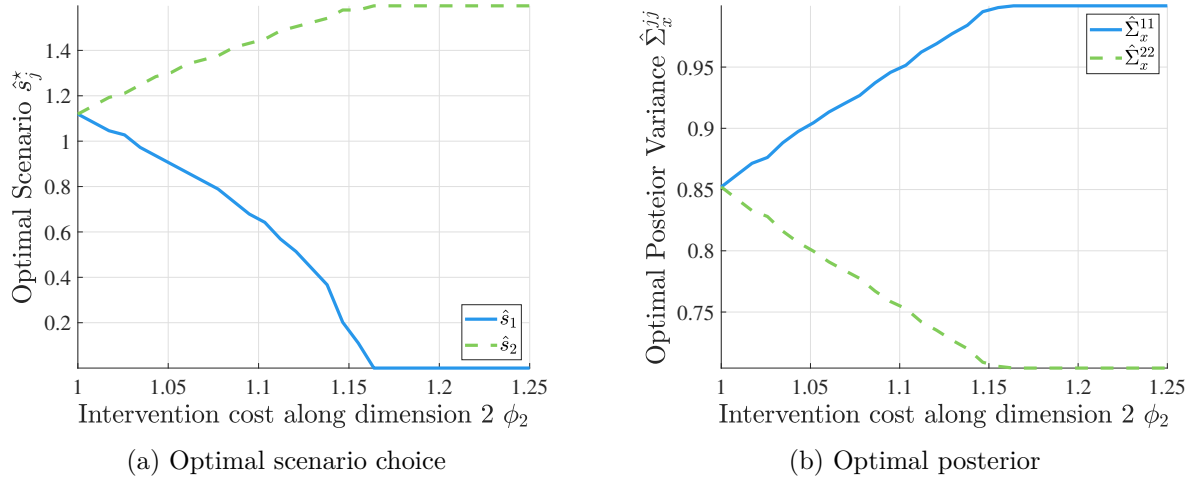 Optimal Scenario ŝ⋆j
1.4
1.2
1
0.8
0.6
0.4
0.2
1 1.05 1.1 1.15 1.2 1.25
ŝ1
ŝ2
Intervention cost along dimension 2 ϕ2
(a) Optimal scenario choice
Optimal Posterior Variance Σ̂jjx
0.95
0.9
0.85
0.8
0.75
1 1.05 1.1 1.15 1.2 1.25
Σ̂11x
Σ̂22x
Intervention cost along dimension 2 ϕ2
(b) Optimal posterior